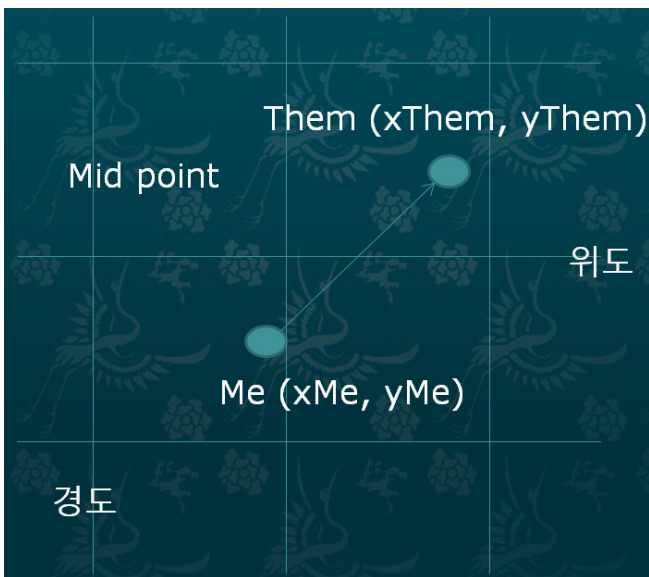 Them (xThem, yThem)
Mid point
위도
Me (xMe, yMe)
경도